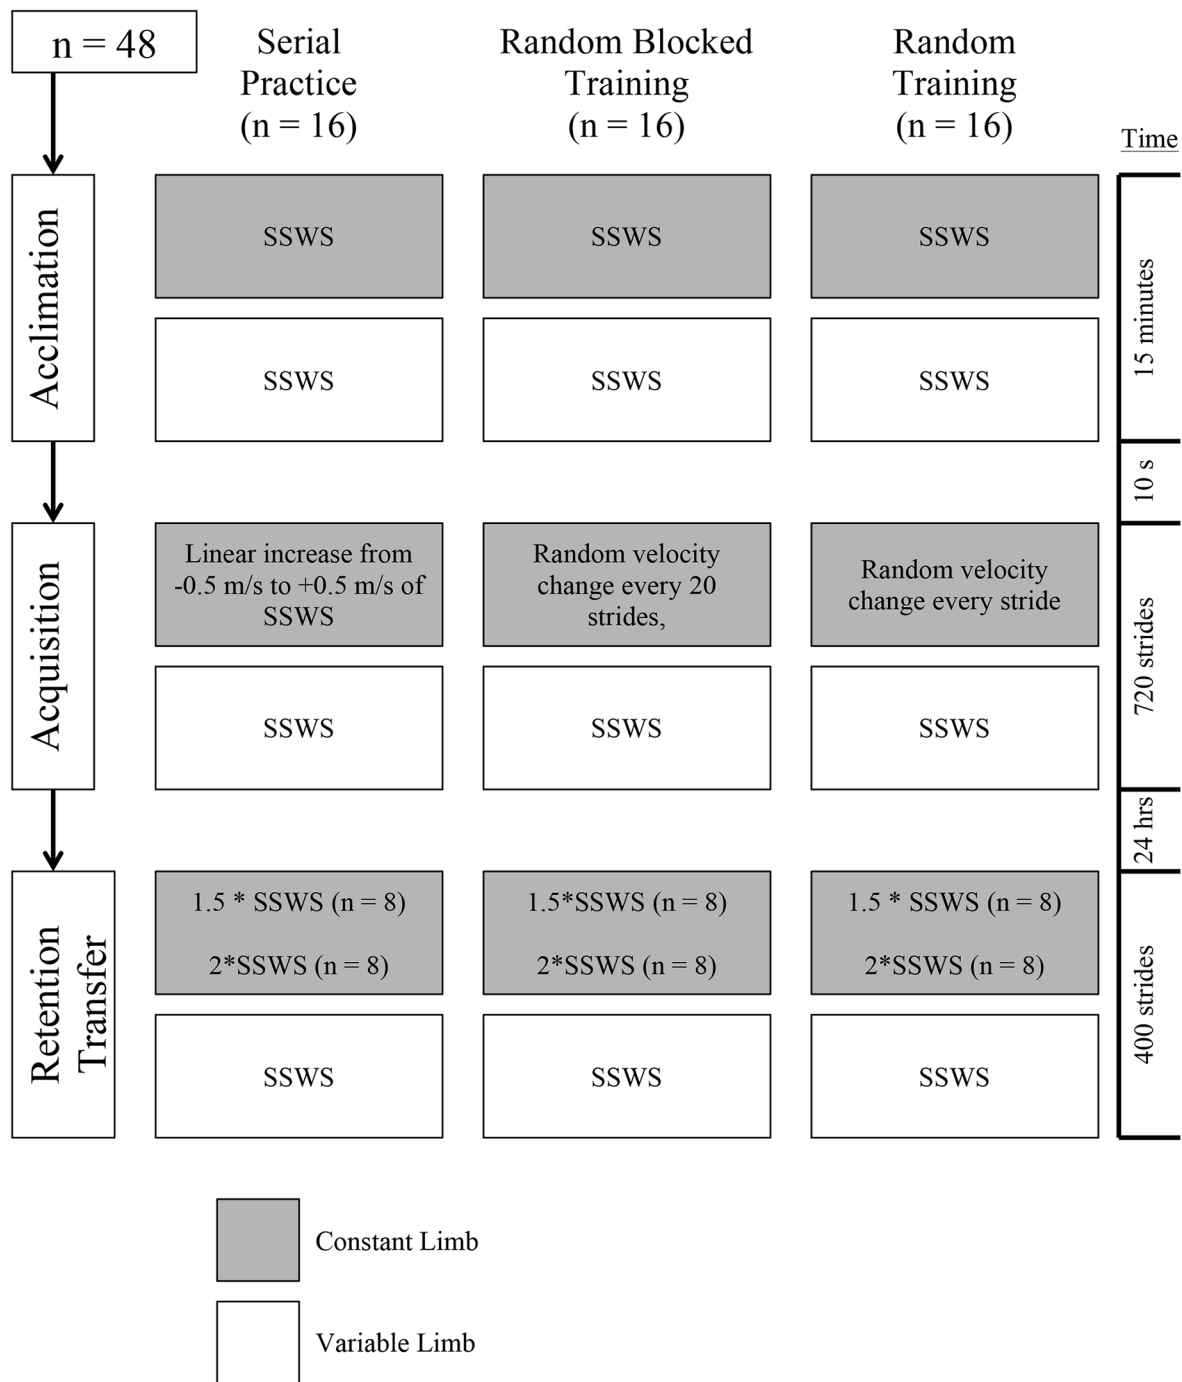 n = 48
Serial
Practice
(n = 16)
Random Blocked
Training
(n = 16)
Random
Training
(n = 16)
Time
Acclimation
SSWS
SSWS
SSWS
SSWS
SSWS
SSWS
15 minutes
10 s
Acquisition
Linear increase from
-0.5 m/s to +0.5 m/s of
SSWS
Random velocity
change every 20
strides,
Random velocity
change every stride
SSWS
SSWS
SSWS
720 strides
24 hrs
Retention
Transfer
1.5 * SSWS (n = 8)
2*SSWS (n = 8)
1.5*SSWS (n = 8)
2*SSWS (n = 8)
1.5 * SSWS (n = 8)
2*SSWS (n = 8)
SSWS
SSWS
SSWS
400 strides
Constant Limb
Variable Limb